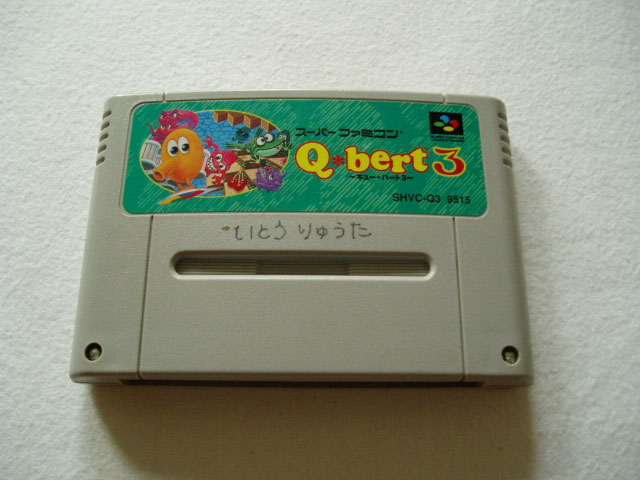 スーパーファミコン
Q*bert 3
~キュー・バート3~
SHVC-Q3 9515
いとうりゅうた